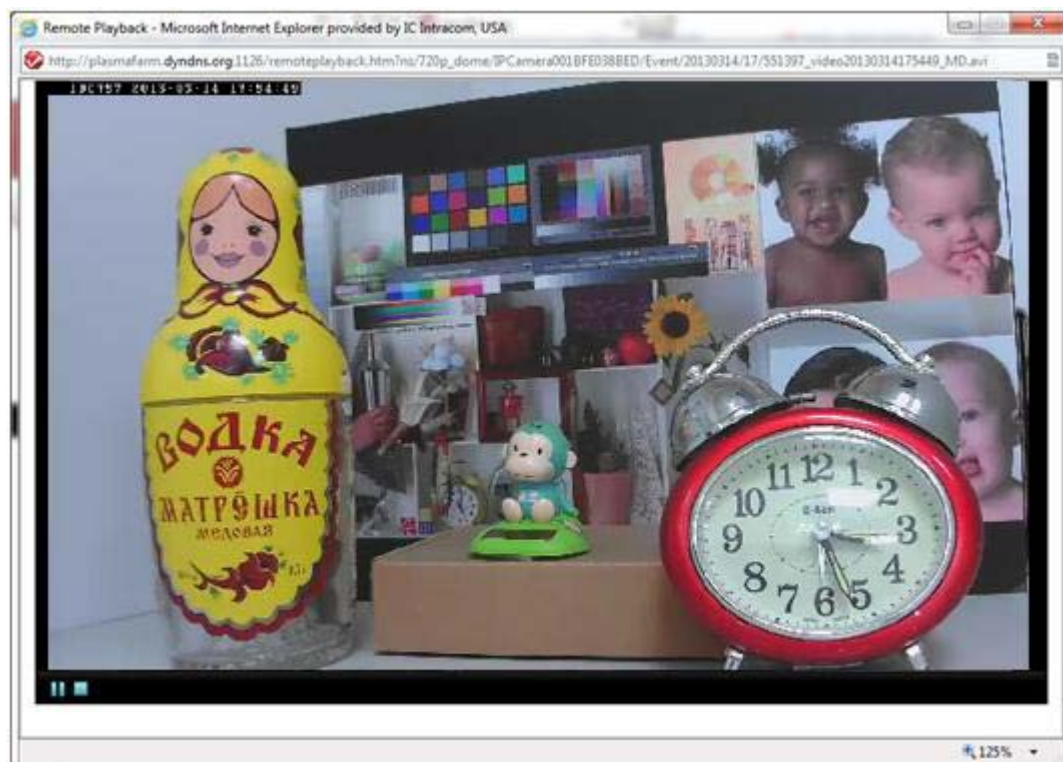 Remote Playback - Microsoft Internet Explorer provided by IC Intracom, USA
http://plasmafarm.dyndns.org:1126/remoteplayback.htm?ns/720p_dome/IPCamera001BFE038BED/Event/20130314/17/551397_video20130314175449_MD.avi
2013-03-14 17:54:49
ВОДКА
МАТРЁШКА
МЕДОВАЯ
12
11
1
10
2
9
3
8
4
7
6
5
125%